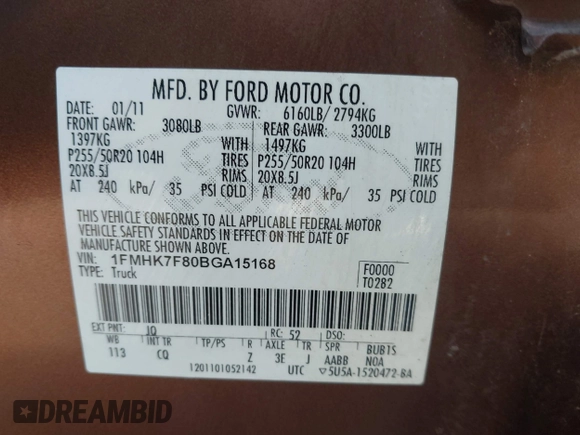 MFD. BY FORD MOTOR CO.
DATE: 01/11 GVWR: 6160LB/ 2794KG
FRONT GAWR: 3080LB REAR GAWR: 3300LB
1397KG WITH 1497KG WITH
P255/50R20 104H TIRES P255/50R20 104H TIRES
20X8.5J RIMS 20X8.5J RIMS
AT 240 kPa/ 35 PSI COLD AT 240 kPa/ 35 PSI COLD
THIS VEHICLE CONFORMS TO ALL APPLICABLE FEDERAL MOTOR
VEHICLE SAFETY STANDARDS IN EFFECT ON THE DATE OF
MANUFACTURE SHOWN ABOVE.
VIN: 1FMHK7F80BGA15168 F0000
TYPE: Truck T0282
EXT PNT: JQ RC: 52 DSO:
WB INT TR TP/PS R AXLE TR SPR BUBTS
113 CQ Z 3E J AABB NOA
1201101052142 UTC ▽5U5A-1520472-BA
DREAMBID